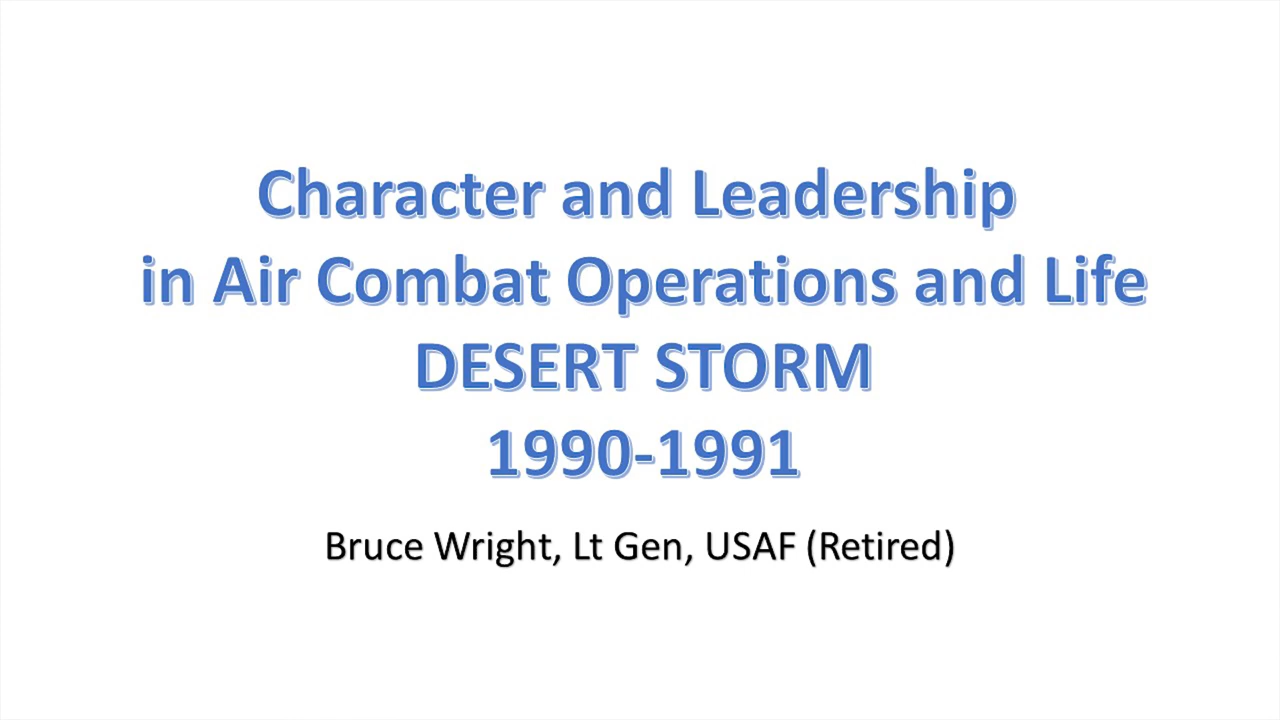 Character and Leadership
in Air Combat Operations and Life
DESERT STORM
1990-1991
Bruce Wright, Lt Gen, USAF (Retired)